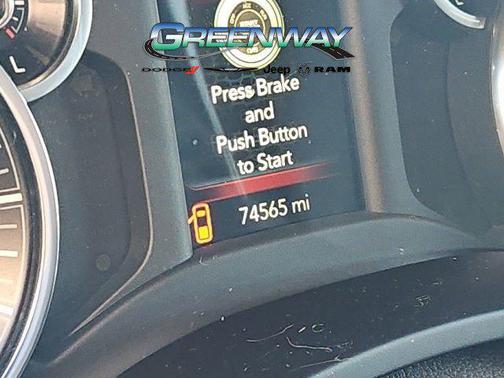 GREENWAY
DODGE Jeep RAM
Press Brake
and
Push Button
to Start
74565 mi
L